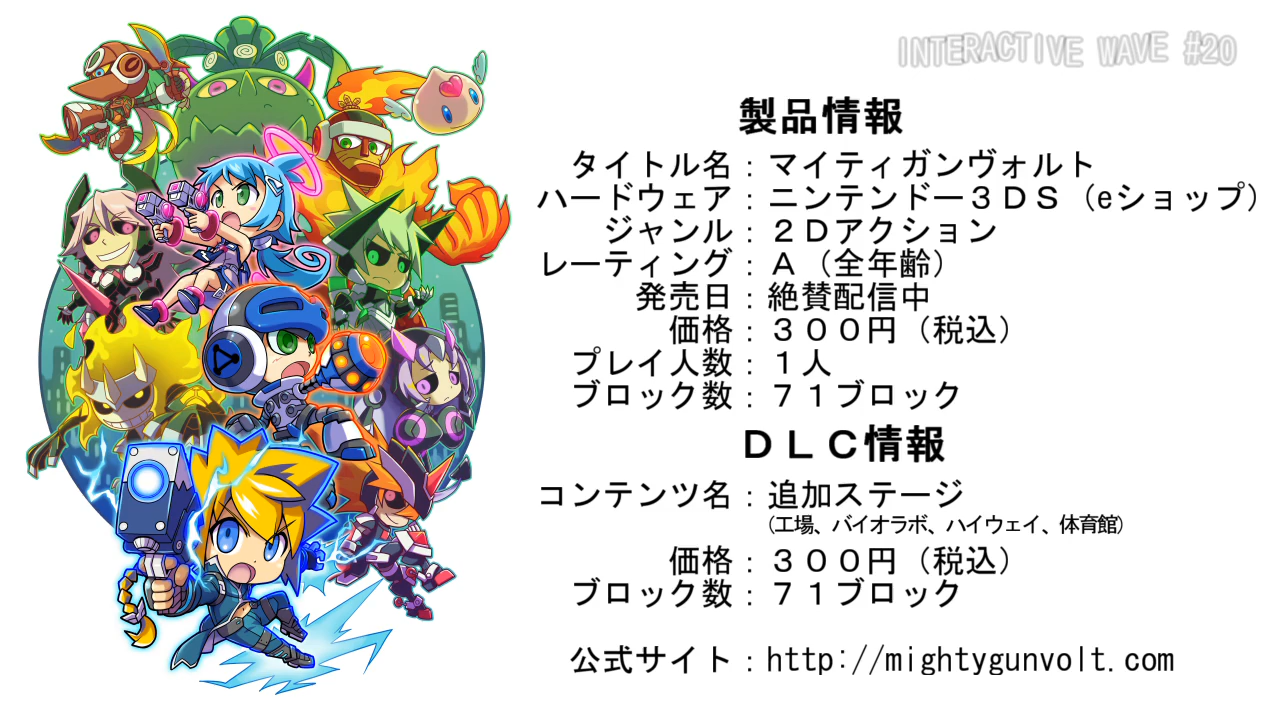 INTERACTIVE WAVE #20
製品情報
タイトル名：マイティガンヴォルト
ハードウェア：ニンテンドー３ＤＳ（eショップ）
ジャンル：２Ｄアクション
レーティング：Ａ（全年齢）
発売日：絶賛配信中
価格：３００円（税込）
プレイ人数：１人
ブロック数：７１ブロック
ＤＬＣ情報
コンテンツ名：追加ステージ
（工場、バイオラボ、ハイウェイ、体育館）
価格：３００円（税込）
ブロック数：７１ブロック
公式サイト：http://mightygunvolt.com